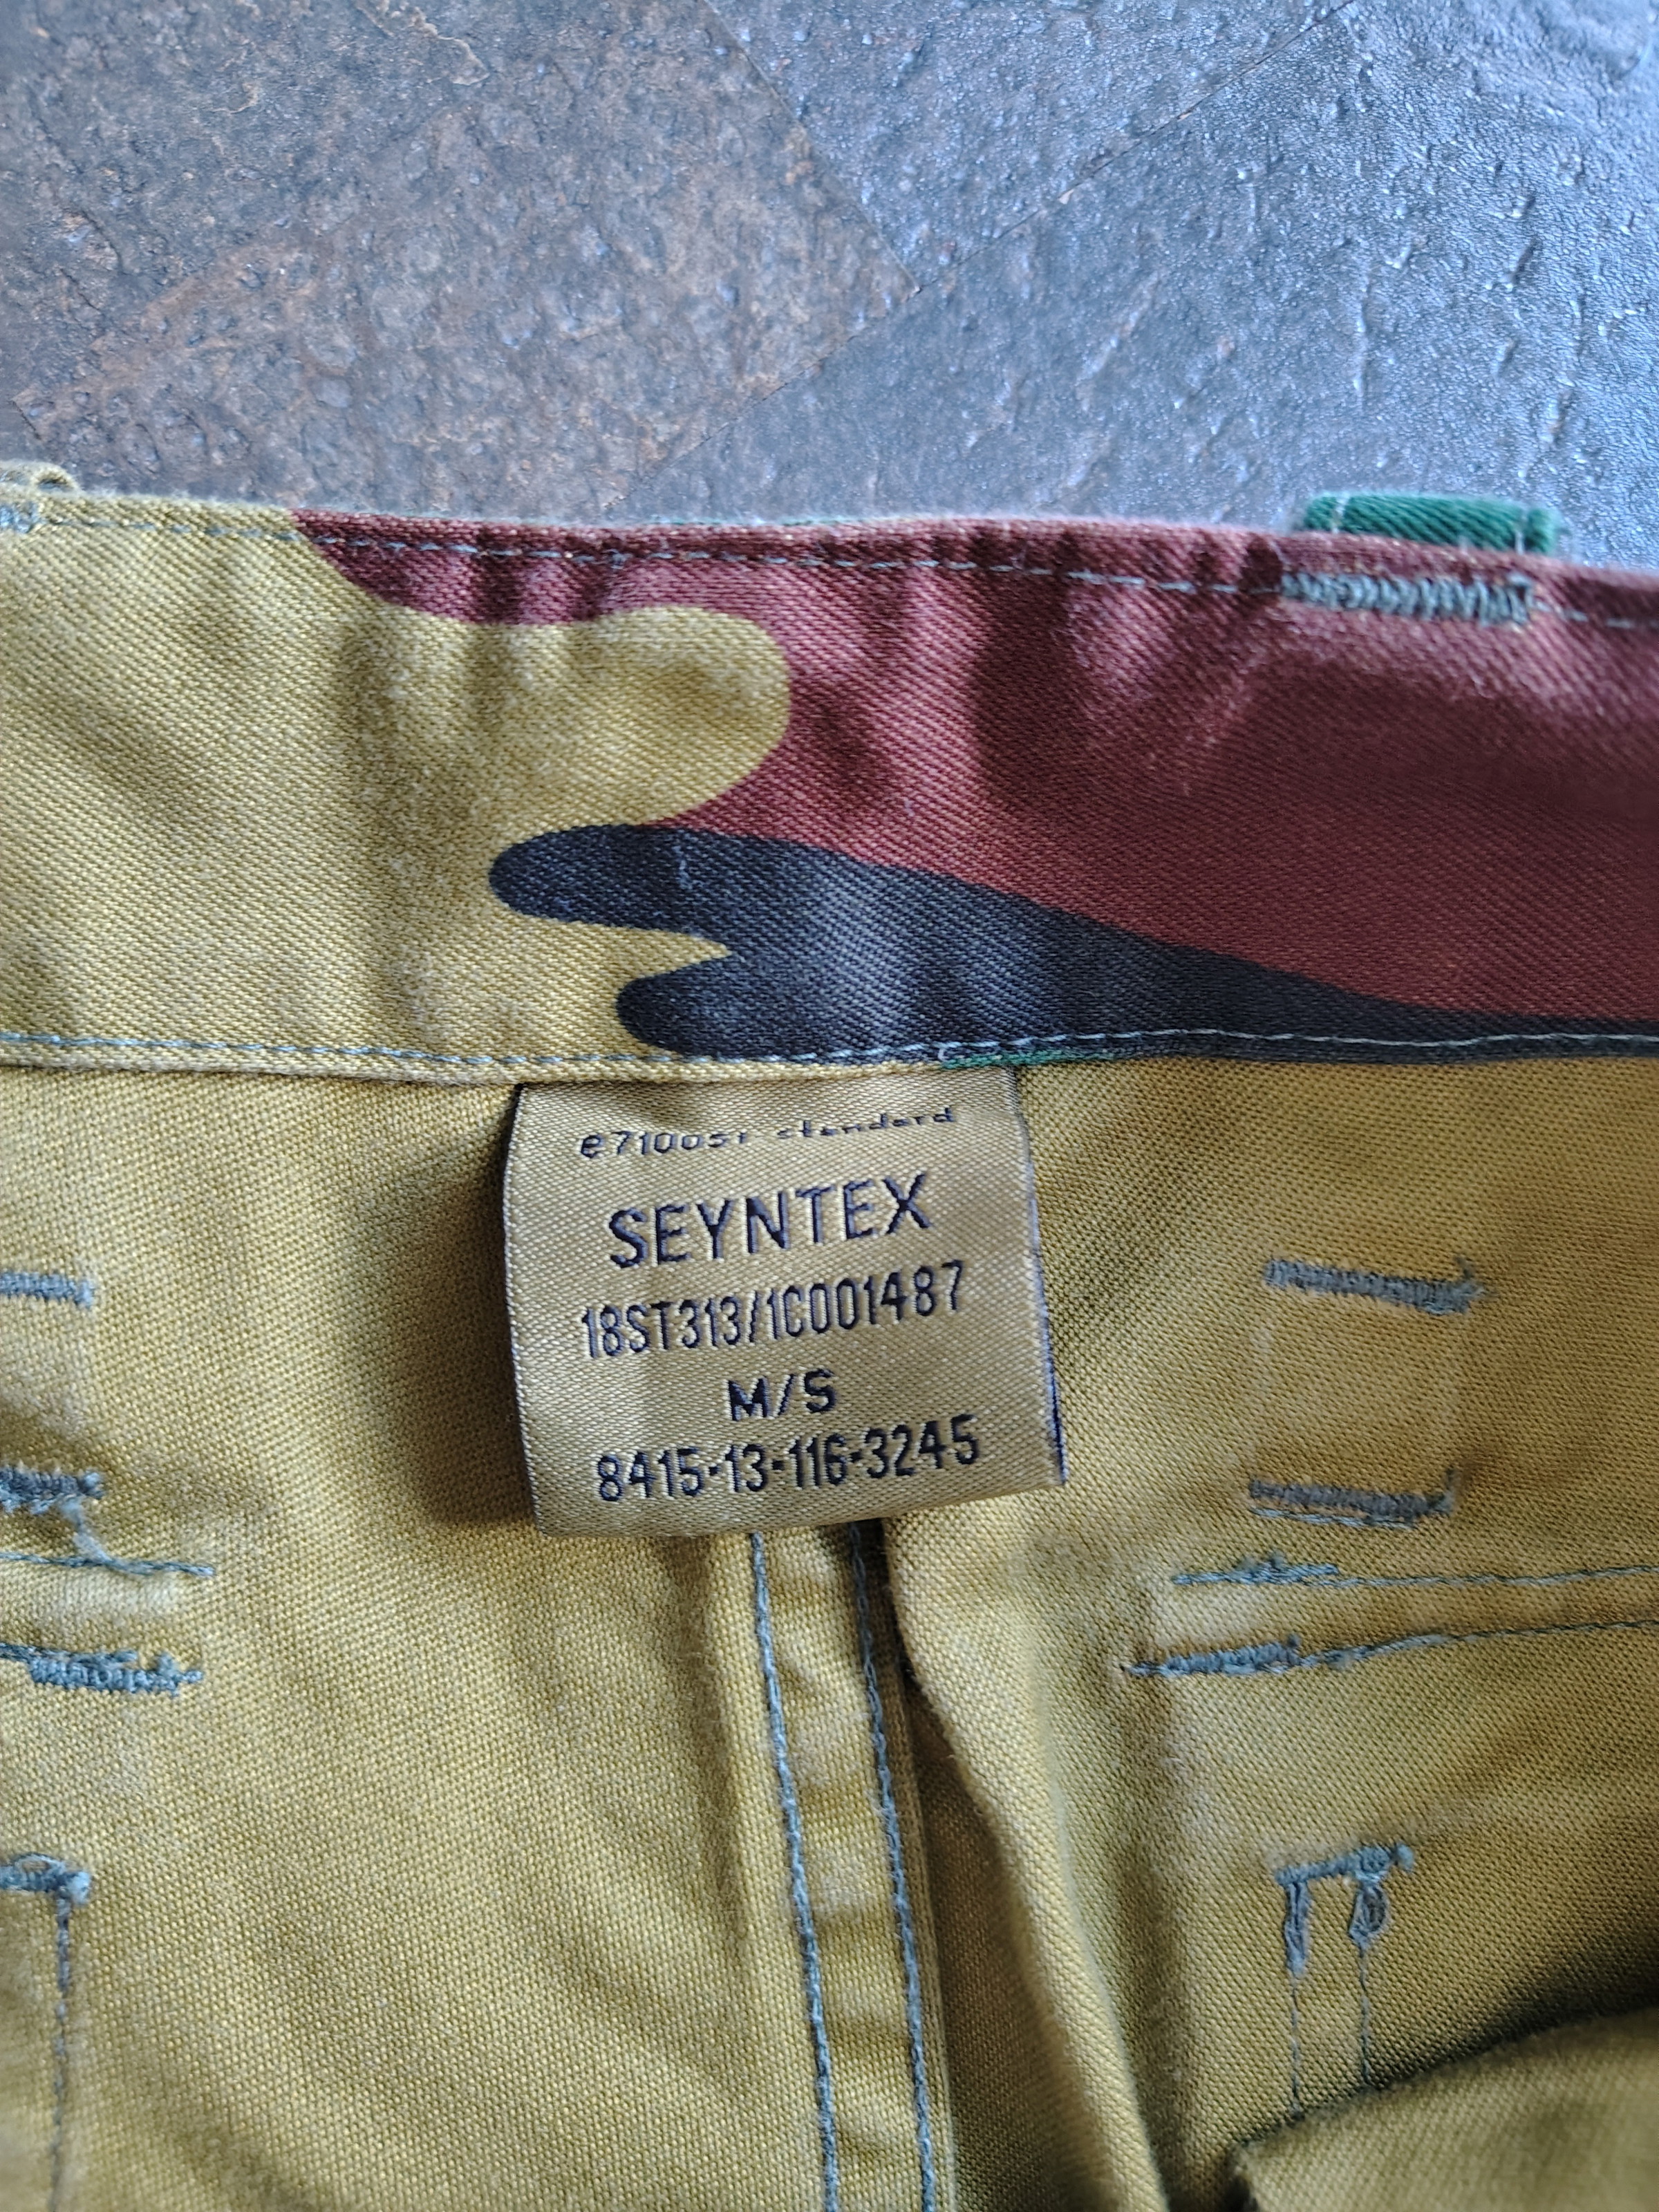 standard
SEYNTEX
18ST313/1C001487
M/S
8415-13-116-3245